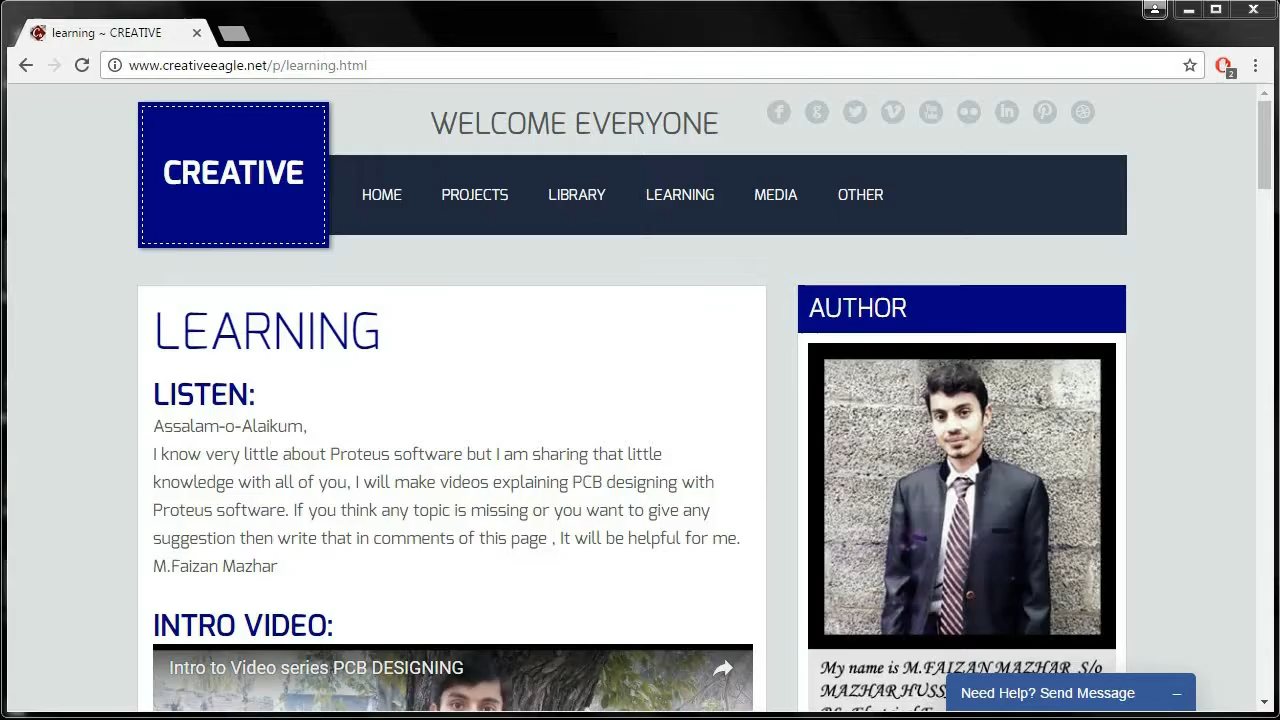 learning ~ CREATIVE
www.creativeeagle.net/p/learning.html
2
WELCOME EVERYONE
CREATIVE
HOME PROJECTS LIBRARY LEARNING MEDIA OTHER
LEARNING
LISTEN:
Assalam-o-Alaikum,
I know very little about Proteus software but I am sharing that little
knowledge with all of you, I will make videos explaining PCB designing with
Proteus software. If you think any topic is missing or you want to give any
suggestion then write that in comments of this page , It will be helpful for me.
M.Faizan Mazhar
INTRO VIDEO:
Intro to Video series PCB DESIGNING
AUTHOR
My name is M.FAIZAN MAZHAR S/o
Need Help? Send Message